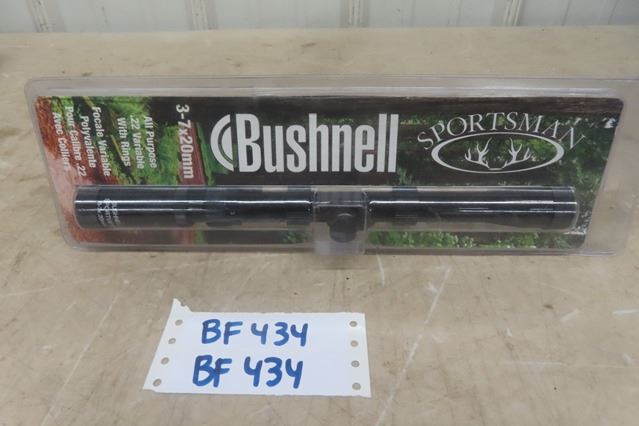 3-7x20mm
All Purpose
.22 Variable
With Rings
Focale Variable
Polyvalente
Pour Calibre .22
Avec Colliers
Bushnell
SPORTSMAN
BF 434
BF 434